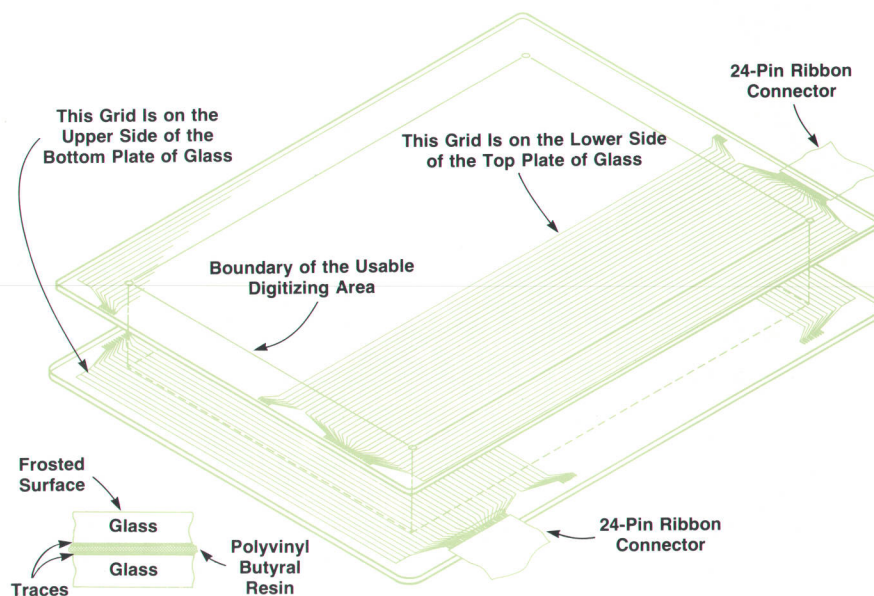 24-Pin Ribbon
Connector
This Grid Is on the
Upper Side of the
Bottom Plate of Glass
This Grid Is on the Lower Side
of the Top Plate of Glass
Boundary of the Usable
Digitizing Area
Frosted
Surface
Glass
Glass
Traces
Polyvinyl
Butyral
Resin
24-Pin Ribbon
Connector